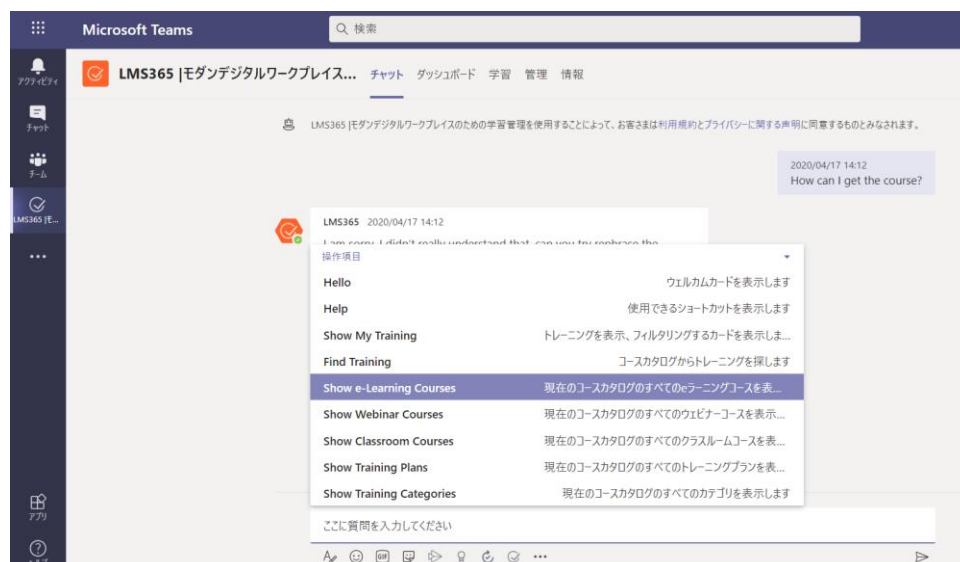 Microsoft Teams
検索
アクティビティ
チャット
チーム
LMS365 |モ...
アプリ
LMS365 |モダンデジタルワークプレイス...
チャット ダッシュボード 学習 管理 情報
LMS365 |モダンデジタルワークプレイスのための学習管理を使用することによって、お客さまは利用規約とプライバシーに関する声明に同意するものとみなされます。
2020/04/17 14:12
How can I get the course?
LMS365 2020/04/17 14:12
I am sorry, I didn't really understand that, can you try rephrase the
操作項目
Hello ウェルカムカードを表示します
Help 使用できるショートカットを表示します
Show My Training トレーニングを表示、フィルタリングするカードを表示しま...
Find Training コースカタログからトレーニングを探します
Show e-Learning Courses 現在のコースカタログのすべてのeラーニングコースを表...
Show Webinar Courses 現在のコースカタログのすべてのウェビナーコースを表示...
Show Classroom Courses 現在のコースカタログのすべてのクラスルームコースを表...
Show Training Plans 現在のコースカタログのすべてのトレーニングプランを表...
Show Training Categories 現在のコースカタログのすべてのカテゴリを表示します
ここに質問を入力してください
GIF